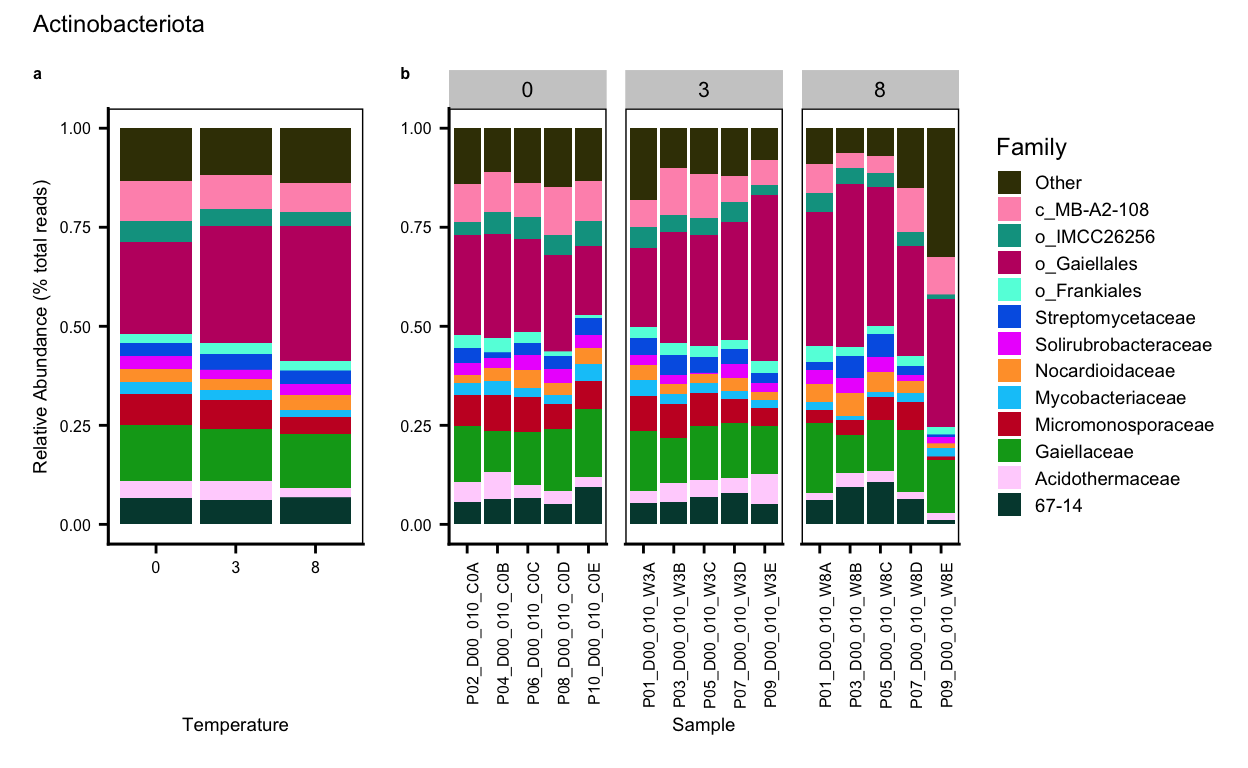 Actinobacteriota
a
b
0
3
8
Relative Abundance (% total reads)
1.00
0.75
0.50
0.25
0.00
0
3
8
Temperature
1.00
0.75
0.50
0.25
0.00
P02_D00_010_C0A
P04_D00_010_C0B
P06_D00_010_C0C
P08_D00_010_C0D
P10_D00_010_C0E
P01_D00_010_W3A
P03_D00_010_W3B
P05_D00_010_W3C
P07_D00_010_W3D
P09_D00_010_W3E
P01_D00_010_W8A
P03_D00_010_W8B
P05_D00_010_W8C
P07_D00_010_W8D
P09_D00_010_W8E
Sample
Family
Other
c_MB-A2-108
o_IMCC26256
o_Gaiellales
o_Frankiales
Streptomycetaceae
Solirubrobacteraceae
Nocardioidaceae
Mycobacteriaceae
Micromonosporaceae
Gaiellaceae
Acidothermaceae
67-14